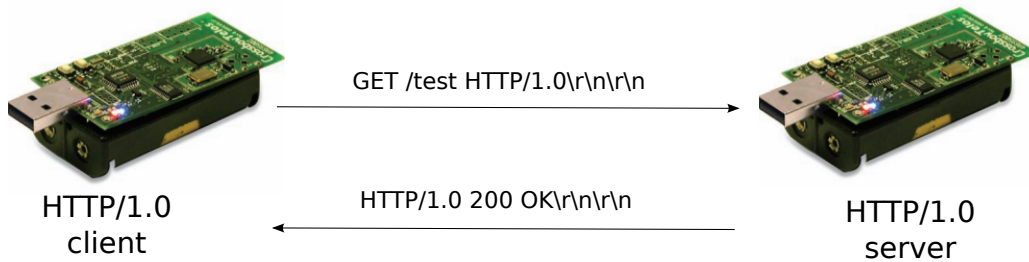 GET /test HTTP/1.0\r\n\r\n
HTTP/1.0 200 OK\r\n\r\n
HTTP/1.0
client
HTTP/1.0
server